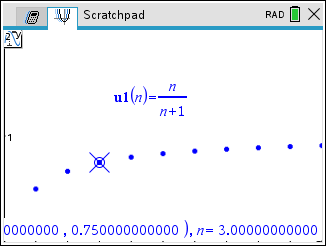 Scratchpad RAD
u1(n)=n/(n+1)
1
0000000 , 0.750000000000 ), n= 3.00000000000